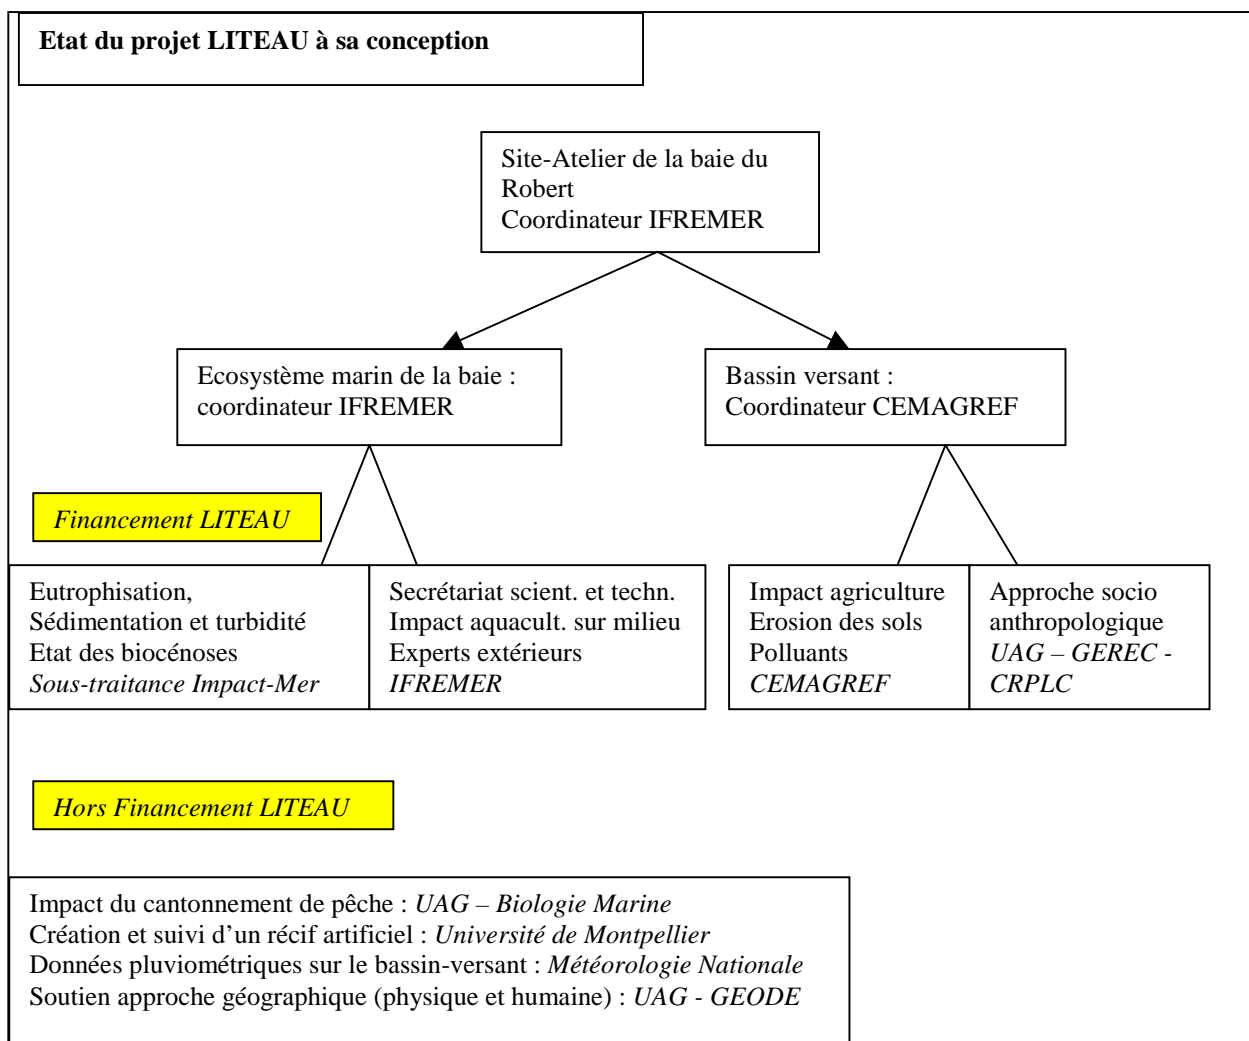 Etat du projet LITEAU à sa conception
Site-Atelier de la baie du
Robert
Coordinateur IFREMER
Ecosystème marin de la baie :
coordinateur IFREMER
Bassin versant :
Coordinateur CEMAGREF
Financement LITEAU
Eutrophisation,
Sédimentation et turbidité
Etat des biocénoses
Sous-traitance Impact-Mer
Secrétariat scient. et techn.
Impact aquacult. sur milieu
Experts extérieurs
IFREMER
Impact agriculture
Erosion des sols
Polluants
CEMAGREF
Approche socio
anthropologique
UAG – GEREC -
CRPLC
Hors Financement LITEAU
Impact du cantonnement de pêche : UAG – Biologie Marine
Création et suivi d’un récif artificiel : Université de Montpellier
Données pluviométriques sur le bassin-versant : Météorologie Nationale
Soutien approche géographique (physique et humaine) : UAG - GEODE